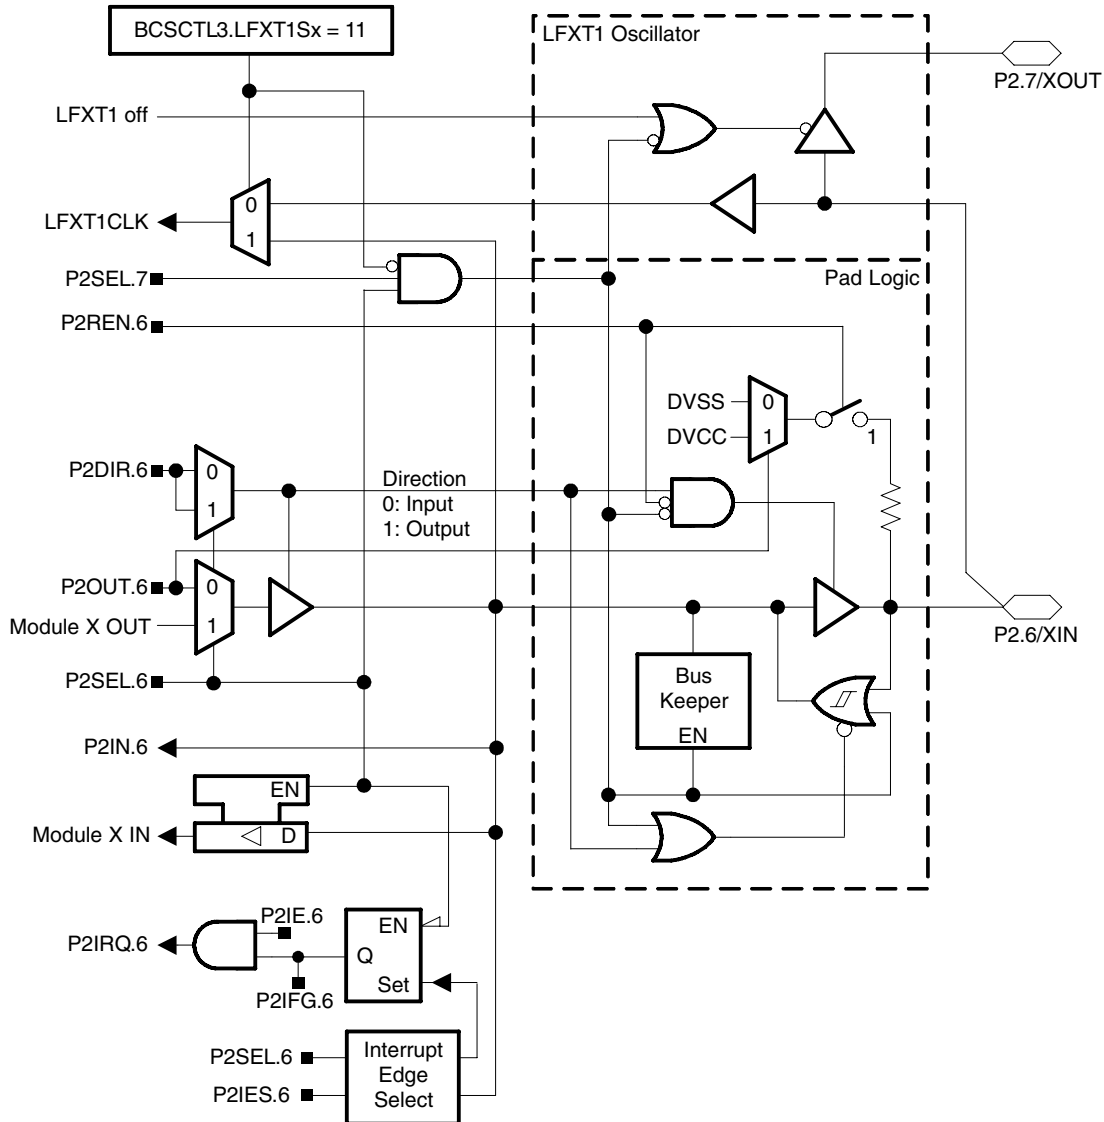 BCSCTL3.LFXT1Sx = 11
LFXT1 Oscillator
P2.7/XOUT
LFXT1 off
0
LFXT1CLK
1
P2SEL.7
Pad Logic
P2REN.6
DVSS
0
DVCC
1
1
P2DIR.6
0
1
Direction
0: Input
1: Output
P2OUT.6
0
Module X OUT
1
P2.6/XIN
P2SEL.6
Bus
Keeper
EN
P2IN.6
EN
Module X IN
D
P2IE.6
EN
P2IRQ.6
Q
Set
P2IFG.6
P2SEL.6
P2IES.6
Interrupt
Edge
Select